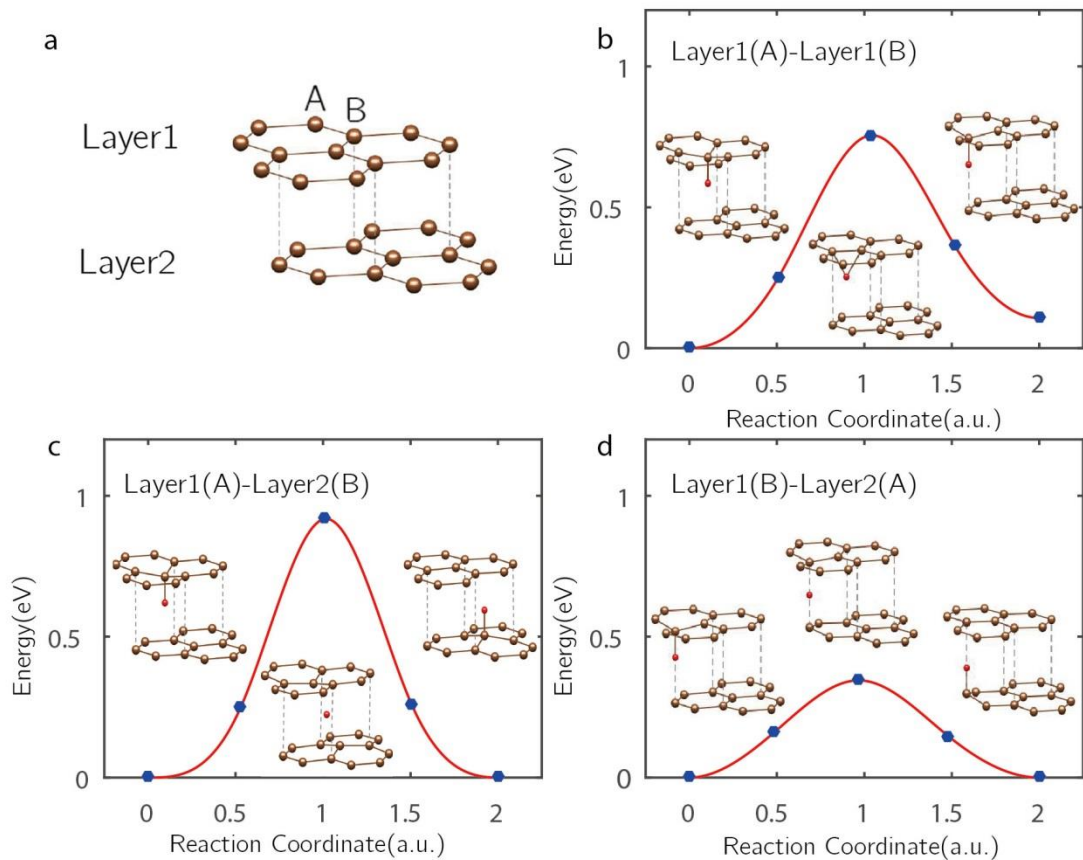 a
A
B
Layer1
Layer2
b
Layer1(A)-Layer1(B)
1
0.5
0
Energy(eV)
0 0.5 1 1.5 2
Reaction Coordinate(a.u.)
c
Layer1(A)-Layer2(B)
1
0.5
0
Energy(eV)
0 0.5 1 1.5 2
Reaction Coordinate(a.u.)
d
Layer1(B)-Layer2(A)
1
0.5
0
Energy(eV)
0 0.5 1 1.5 2
Reaction Coordinate(a.u.)